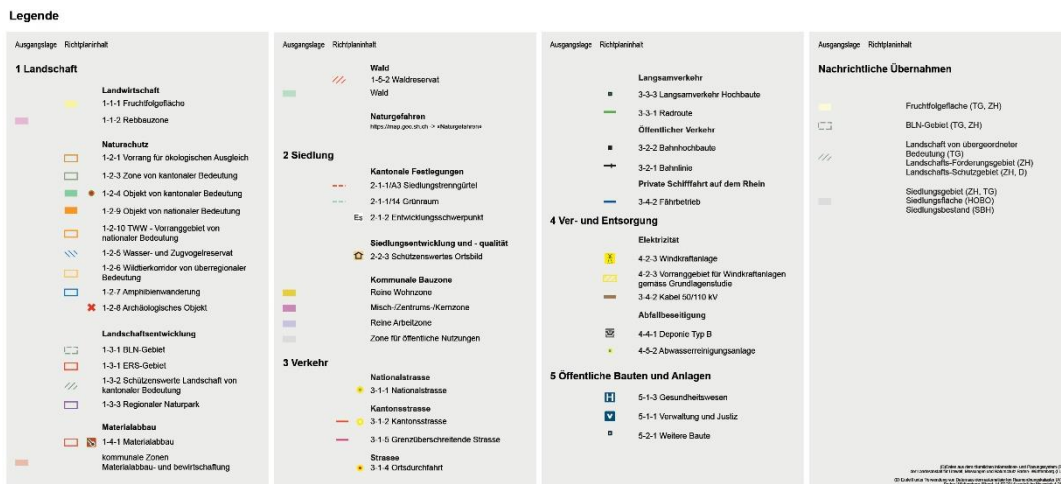 Legende
Ausgangslage Richtplaninhalt
1 Landschaft
Landwirtschaft
1-1-1 Fruchtfolgefläche
1-1-2 Rebbauzone
Naturschutz
1-2-1 Vorrang für ökologischen Ausgleich
1-2-3 Zone von kantonaler Bedeutung
1-2-4 Objekt von kantonaler Bedeutung
1-2-9 Objekt von nationaler Bedeutung
1-2-10 TWW - Vorranggebiet von
nationaler Bedeutung
1-2-5 Wasser- und Zugvogelreservat
1-2-6 Wildtierkorridor von überregionaler
Bedeutung
1-2-7 Amphibienwanderung
1-2-8 Archäologisches Objekt
Landschaftsentwicklung
1-3-1 BLN-Gebiet
1-3-1 ERS-Gebiet
1-3-2 Schützenswerte Landschaft von
kantonaler Bedeutung
1-3-3 Regionaler Naturpark
Materialabbau
1-4-1 Materialabbau
kommunale Zonen
Materialabbau- und bewirtschaftung
Ausgangslage Richtplaninhalt
Wald
1-5-2 Waldreservat
Wald
Naturgefahren
https://map.geo.sh.ch -> «Naturgefahren»
2 Siedlung
Kantonale Festlegungen
2-1-1/A3 Siedlungstrenngürtel
2-1-1/14 Grünraum
Es 2-1-2 Entwicklungsschwerpunkt
Siedlungsentwicklung und - qualität
2-2-3 Schützenswertes Ortsbild
Kommunale Bauzone
Reine Wohnzone
Misch-/Zentrums-/Kernzone
Reine Arbeitzone
Zone für öffentliche Nutzungen
3 Verkehr
Nationalstrasse
3-1-1 Nationalstrasse
Kantonsstrasse
3-1-2 Kantonsstrasse
3-1-5 Grenzüberschreitende Strasse
Strasse
3-1-4 Ortsdurchfahrt
Ausgangslage Richtplaninhalt
Langsamverkehr
3-3-3 Langsamverkehr Hochbaute
3-3-1 Radroute
Öffentlicher Verkehr
3-2-2 Bahnhochbaute
3-2-1 Bahnlinie
Private Schifffahrt auf dem Rhein
3-4-2 Fährbetrieb
4 Ver- und Entsorgung
Elektrizität
4-2-3 Windkraftanlage
4-2-3 Vorranggebiet für Windkraftanlagen
gemäss Grundlagenstudie
3-4-2 Kabel 50/110 kV
Abfallbeseitigung
4-4-1 Deponie Typ B
4-5-2 Abwasserreinigungsanlage
5 Öffentliche Bauten und Anlagen
H 5-1-3 Gesundheitswesen
V 5-1-1 Verwaltung und Justiz
5-2-1 Weitere Baute
Ausgangslage Richtplaninhalt
Nachrichtliche Übernahmen
Fruchtfolgefläche (TG, ZH)
BLN-Gebiet (TG, ZH)
Landschaft von übergeordneter
Bedeutung (TG)
Landschafts-Förderungsgebiet (ZH)
Landschafts-Schutzgebiet (ZH, D)
Siedlungsgebiet (ZH, TG)
Siedlungsfläche (HOBO)
Siedlungsbestand (SBH)